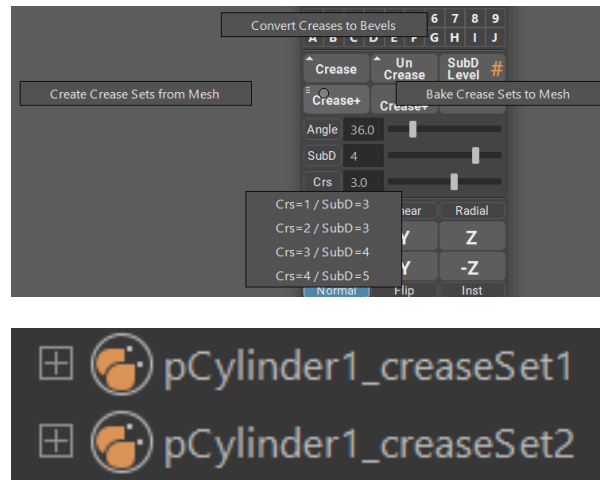 6 7 8 9
Convert Creases to Bevels
A B C D E F G H I J
Crease
Un Crease
SubD Level #
Create Crease Sets from Mesh
Crease+
Crease+
Bake Crease Sets to Mesh
Angle 36.0
SubD 4
Crs 3.0
Crs=1 / SubD=3
Radial
Crs=2 / SubD=3
Y Z
Crs=3 / SubD=4
Y -Z
Crs=4 / SubD=5
Normal Flip Inst
pCylinder1_creaseSet1
pCylinder1_creaseSet2